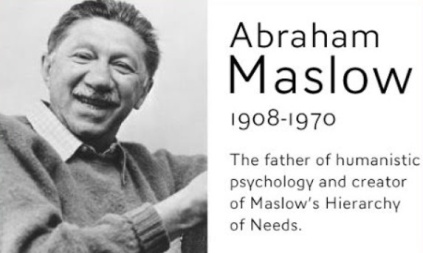 Abraham
Maslow
1908-1970
The father of humanistic
psychology and creator
of Maslow's Hierarchy
of Needs.